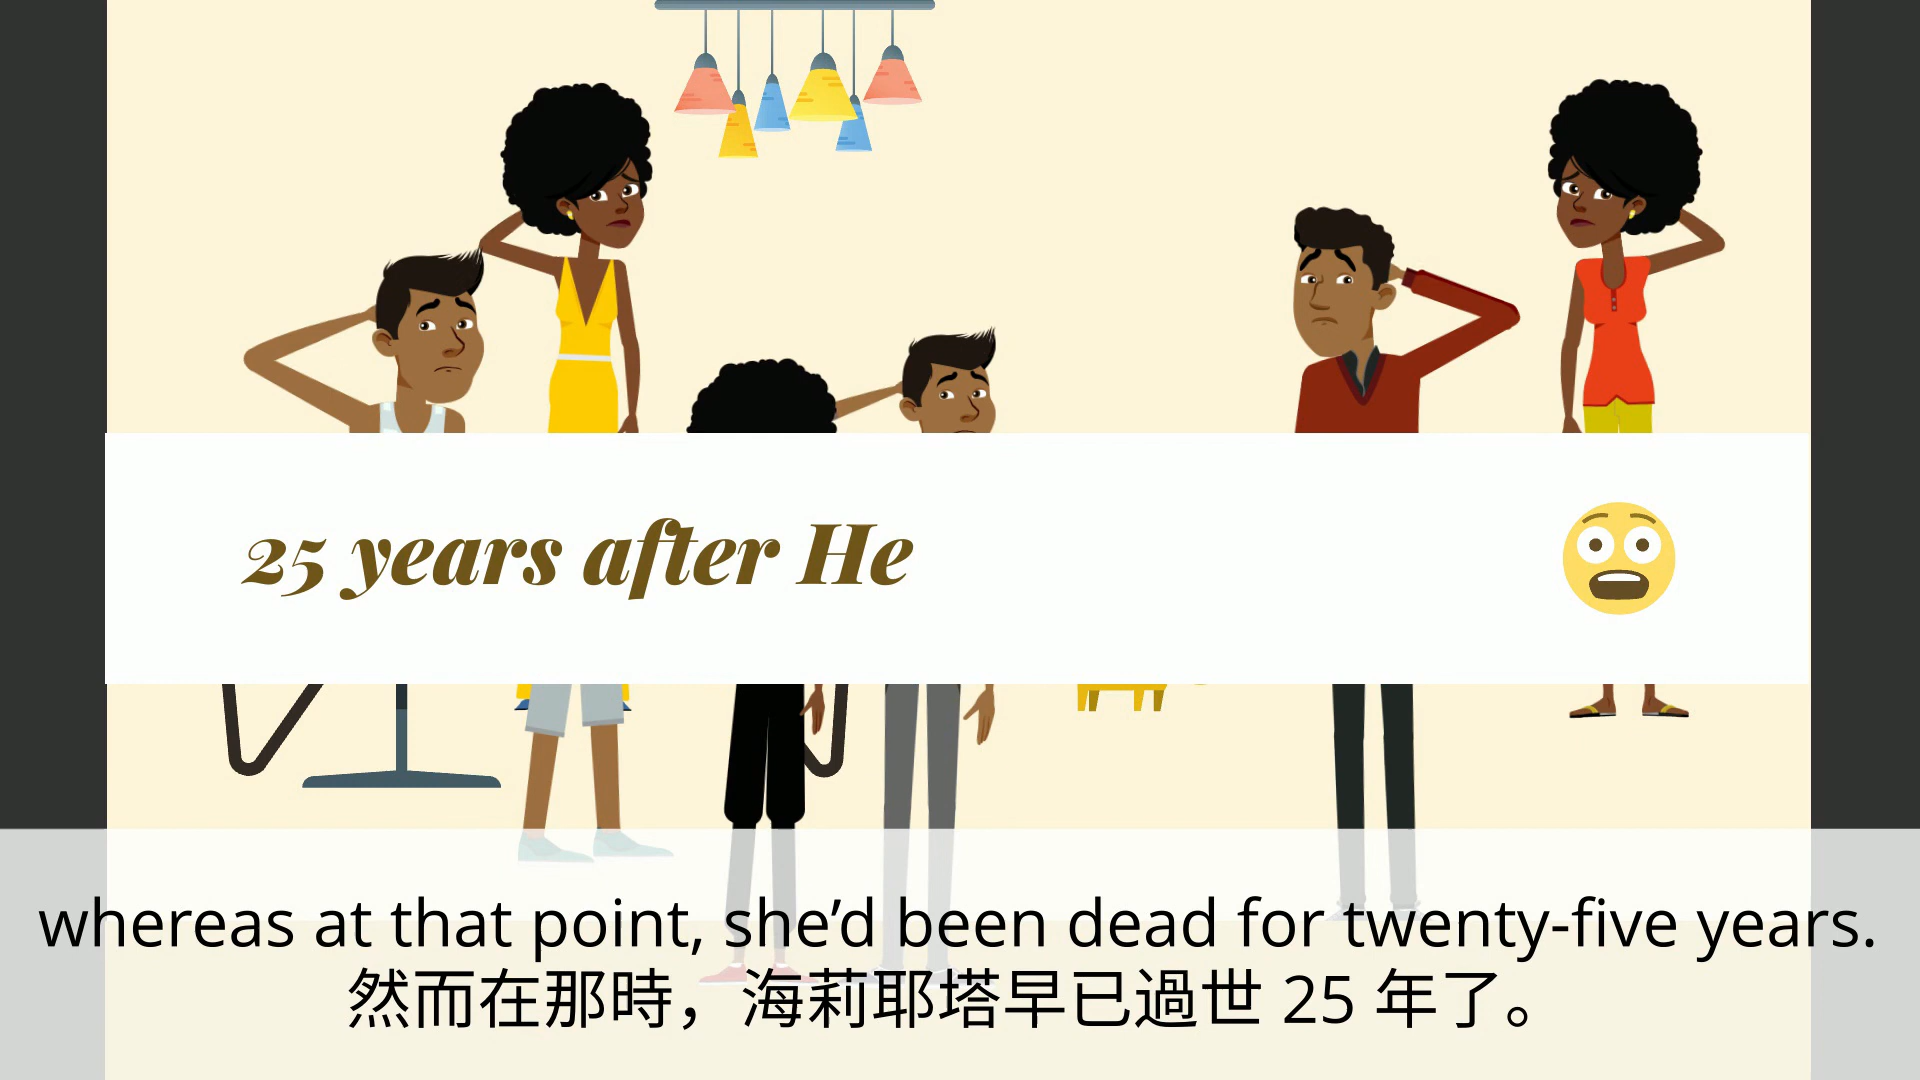 25 years after He
whereas at that point, she’d been dead for twenty-five years.
然而在那時，海莉耶塔早已過世 25 年了。